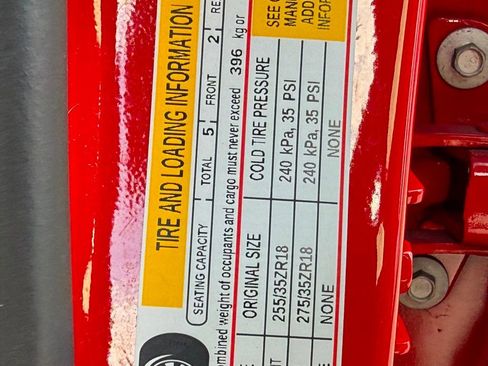 TIRE AND LOADING INFORMATION
SEATING CAPACITY TOTAL 5 FRONT 2
combined weight of occupants and cargo must never exceed 396 kg or
ORIGINAL SIZE COLD TIRE PRESSURE
255/35ZR18 240 kPa, 35 PSI
275/35ZR18 240 kPa, 35 PSI
NONE NONE
SEE